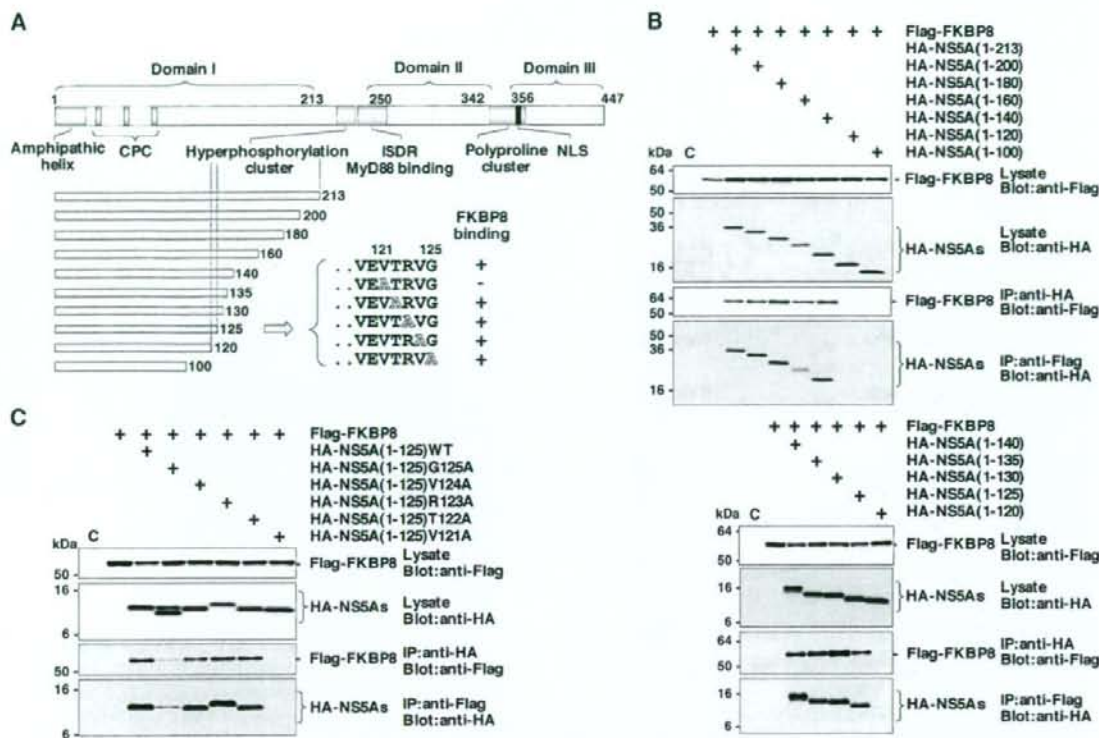 A
Domain I
Domain II
Domain III
1
213
250
342
356
447
Amphipathic
helix
CPC
Hyperphosphorylation
cluster
ISDR
MyD88 binding
Polyproline
cluster
NLS
213
200
180
160
140
135
130
125
120
100
FKBP8
binding
121 125
..VEVTRVG +
..VEATRVG -
..VEVARVG +
..VEVTAVG +
..VEVTRAG +
..VEVTRVA +
B
+ + + + + + + + Flag-FKBP8
+ HA-NS5A(1-213)
+ HA-NS5A(1-200)
+ HA-NS5A(1-180)
+ HA-NS5A(1-160)
+ HA-NS5A(1-140)
+ HA-NS5A(1-120)
+ HA-NS5A(1-100)
kDa C
64
50
Flag-FKBP8 Lysate
Blot:anti-Flag
50
36
16
HA-NS5As Lysate
Blot:anti-HA
64
50
Flag-FKBP8 IP:anti-HA
Blot:anti-Flag
50
36
16
HA-NS5As IP:anti-Flag
Blot:anti-HA
+ + + + + + Flag-FKBP8
+ HA-NS5A(1-140)
+ HA-NS5A(1-135)
+ HA-NS5A(1-130)
+ HA-NS5A(1-125)
+ HA-NS5A(1-120)
kDa C
64
50
Flag-FKBP8 Lysate
Blot:anti-Flag
16
6
HA-NS5As Lysate
Blot:anti-HA
64
50
Flag-FKBP8 IP:anti-HA
Blot:anti-Flag
16
6
HA-NS5As IP:anti-Flag
Blot:anti-HA
C
+ + + + + + + Flag-FKBP8
+ HA-NS5A(1-125)WT
+ HA-NS5A(1-125)G125A
+ HA-NS5A(1-125)V124A
+ HA-NS5A(1-125)R123A
+ HA-NS5A(1-125)T122A
+ HA-NS5A(1-125)V121A
kDa C
50
Flag-FKBP8 Lysate
Blot:anti-Flag
16
6
HA-NS5As Lysate
Blot:anti-HA
50
Flag-FKBP8 IP:anti-HA
Blot:anti-Flag
16
6
HA-NS5As IP:anti-Flag
Blot:anti-HA